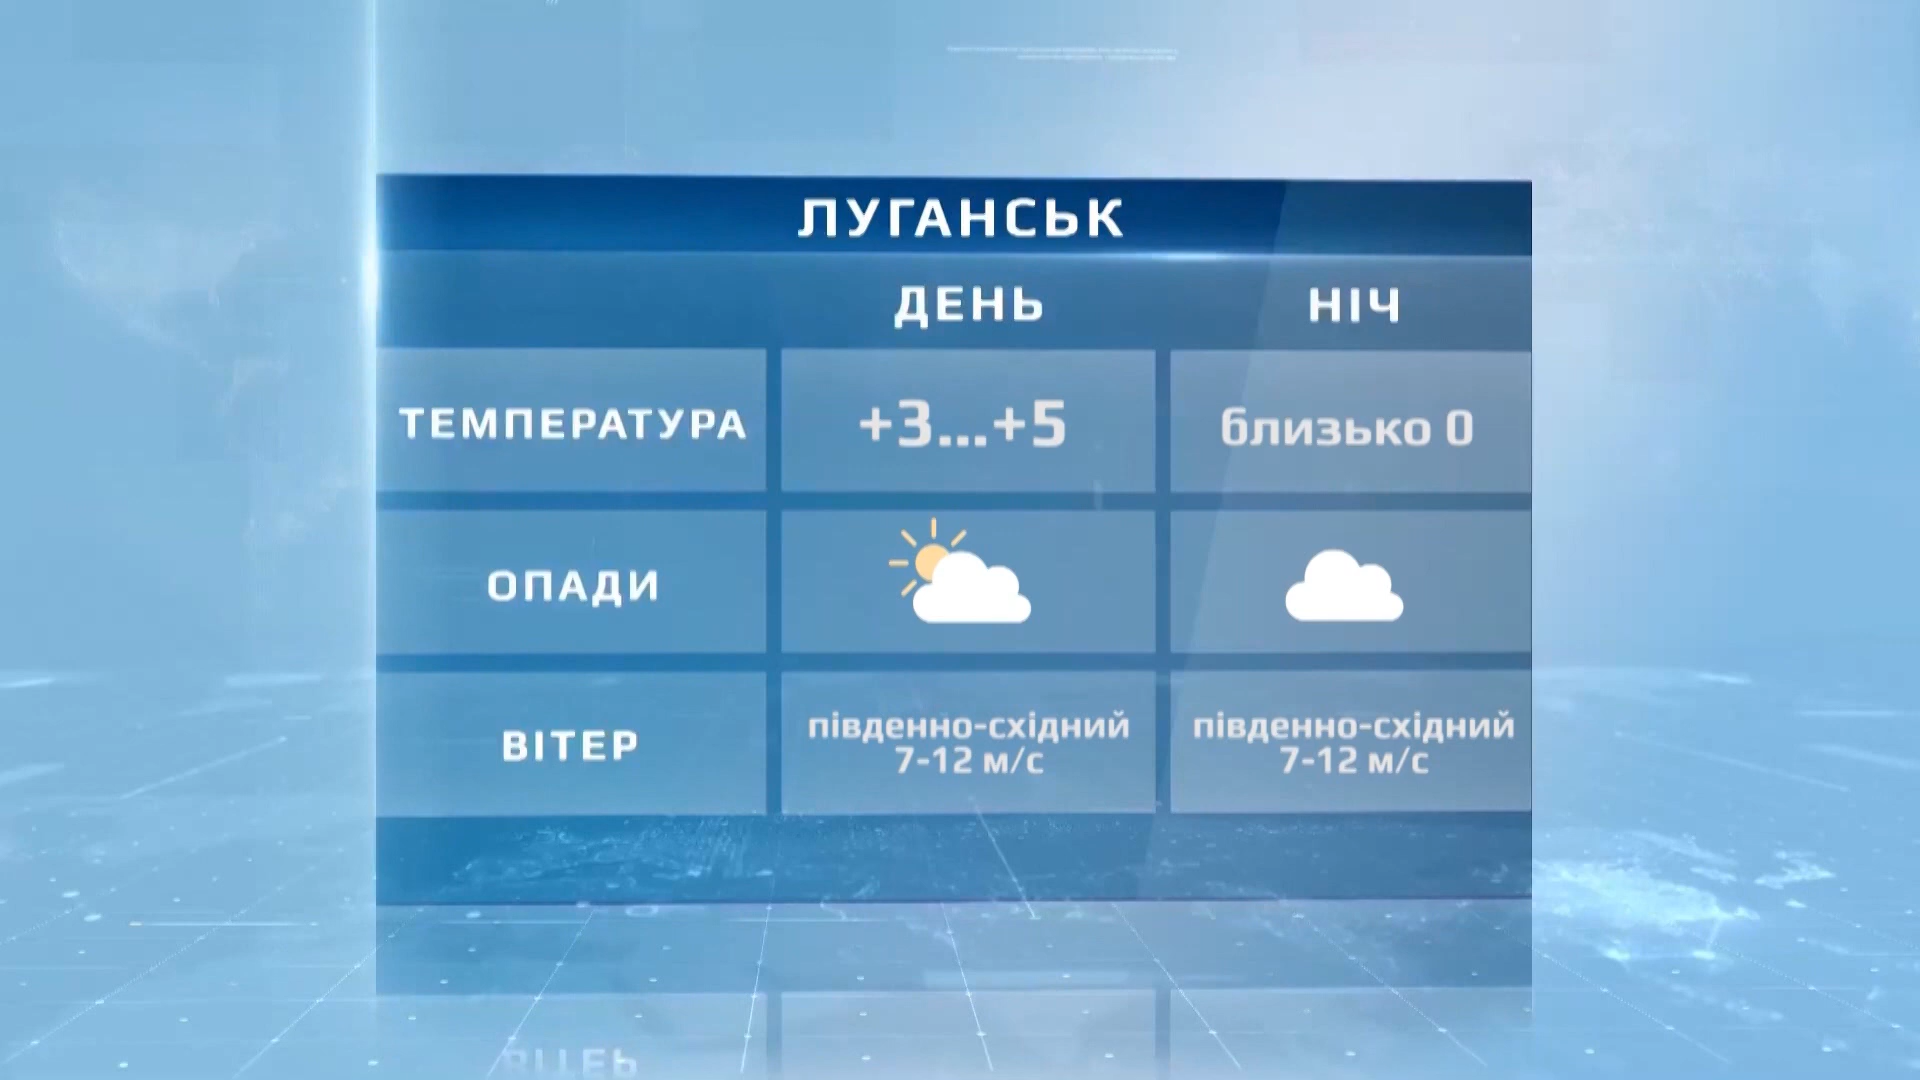 ЛУГАНСЬК
ДЕНЬ НІЧ
ТЕМПЕРАТУРА +3...+5 близько 0
ОПАДИ
ВІТЕР південно-східний 7-12 м/с південно-східний 7-12 м/с